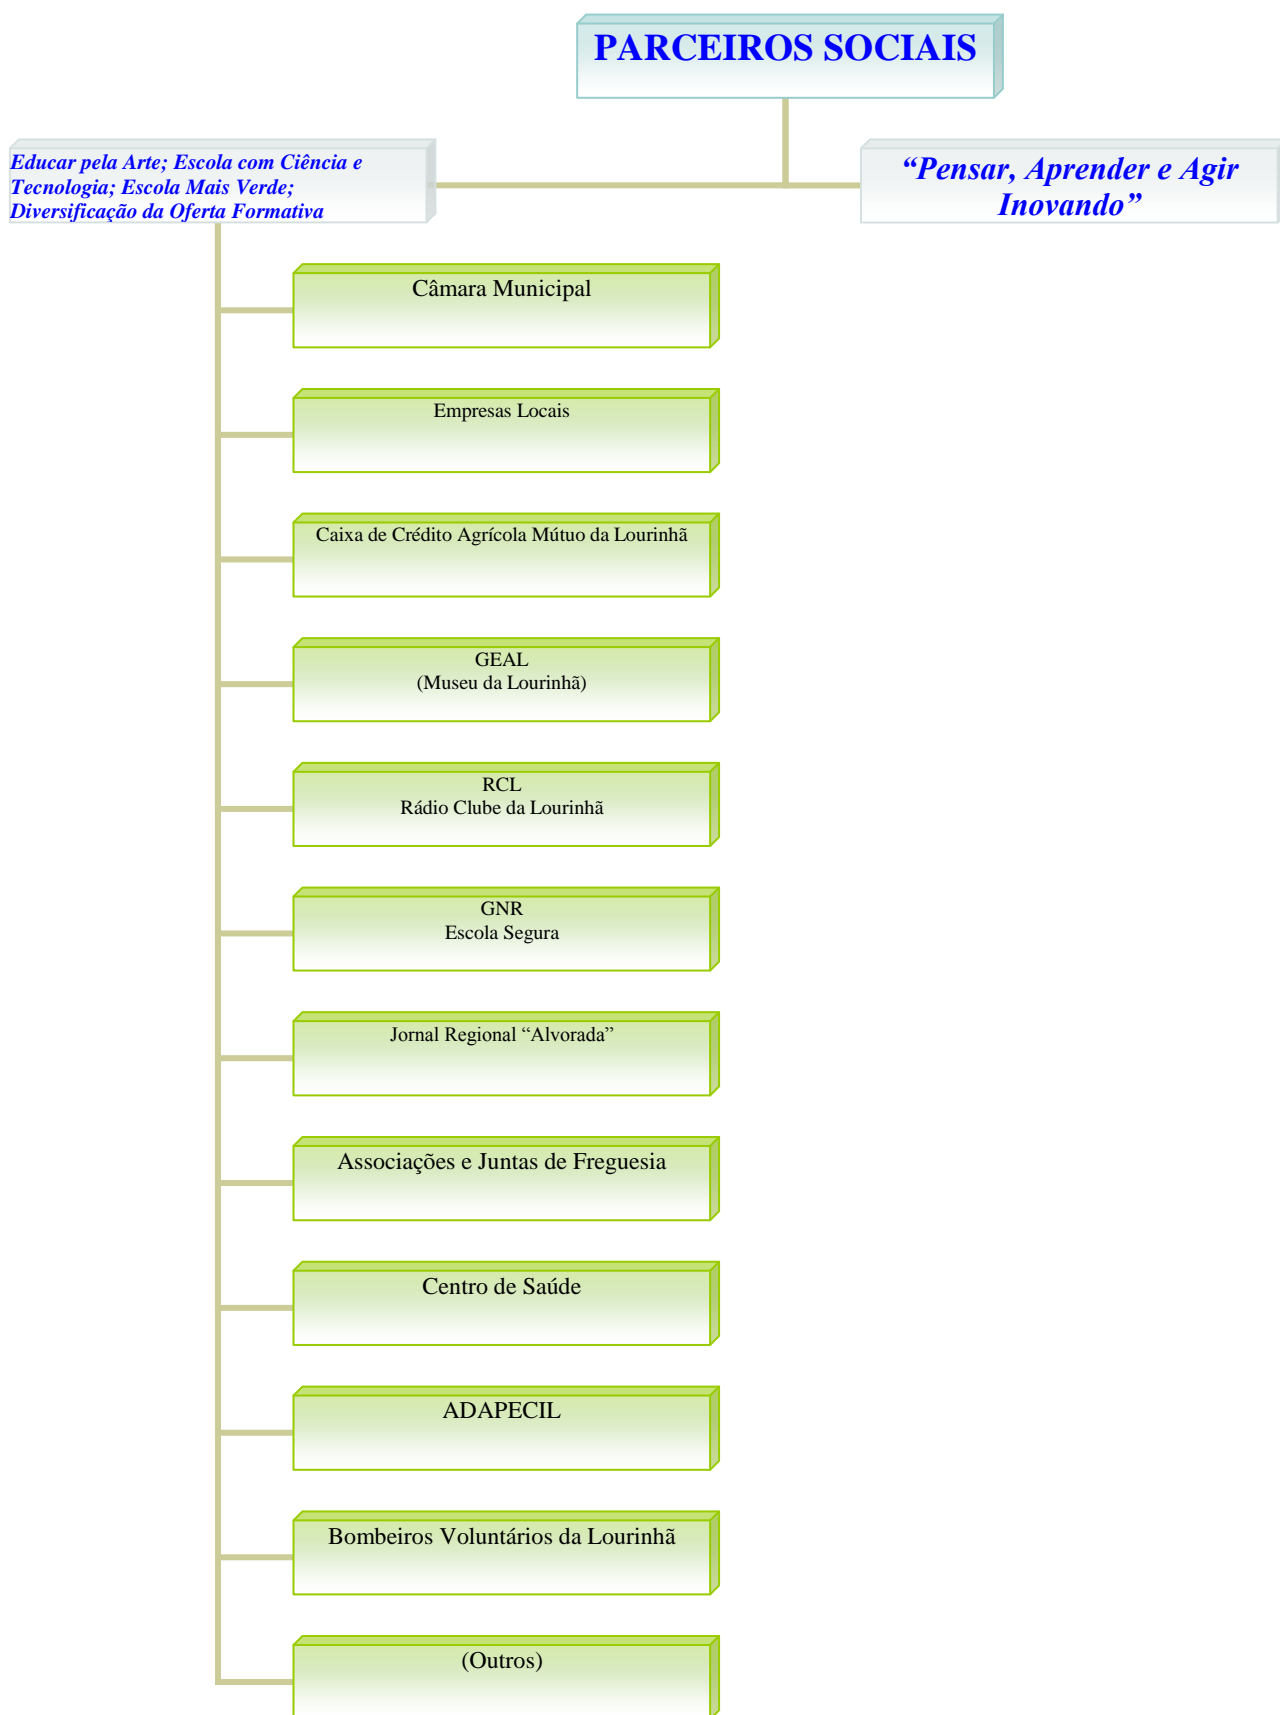 PARCEIROS SOCIAIS
Educar pela Arte; Escola com Ciência e
Tecnologia; Escola Mais Verde;
Diversificação da Oferta Formativa
“Pensar, Aprender e Agir
Inovando”
Câmara Municipal
Empresas Locais
Caixa de Crédito Agrícola Mútuo da Lourinhã
GEAL
(Museu da Lourinhã)
RCL
Rádio Clube da Lourinhã
GNR
Escola Segura
Jornal Regional “Alvorada”
Associações e Juntas de Freguesia
Centro de Saúde
ADAPECIL
Bombeiros Voluntários da Lourinhã
(Outros)